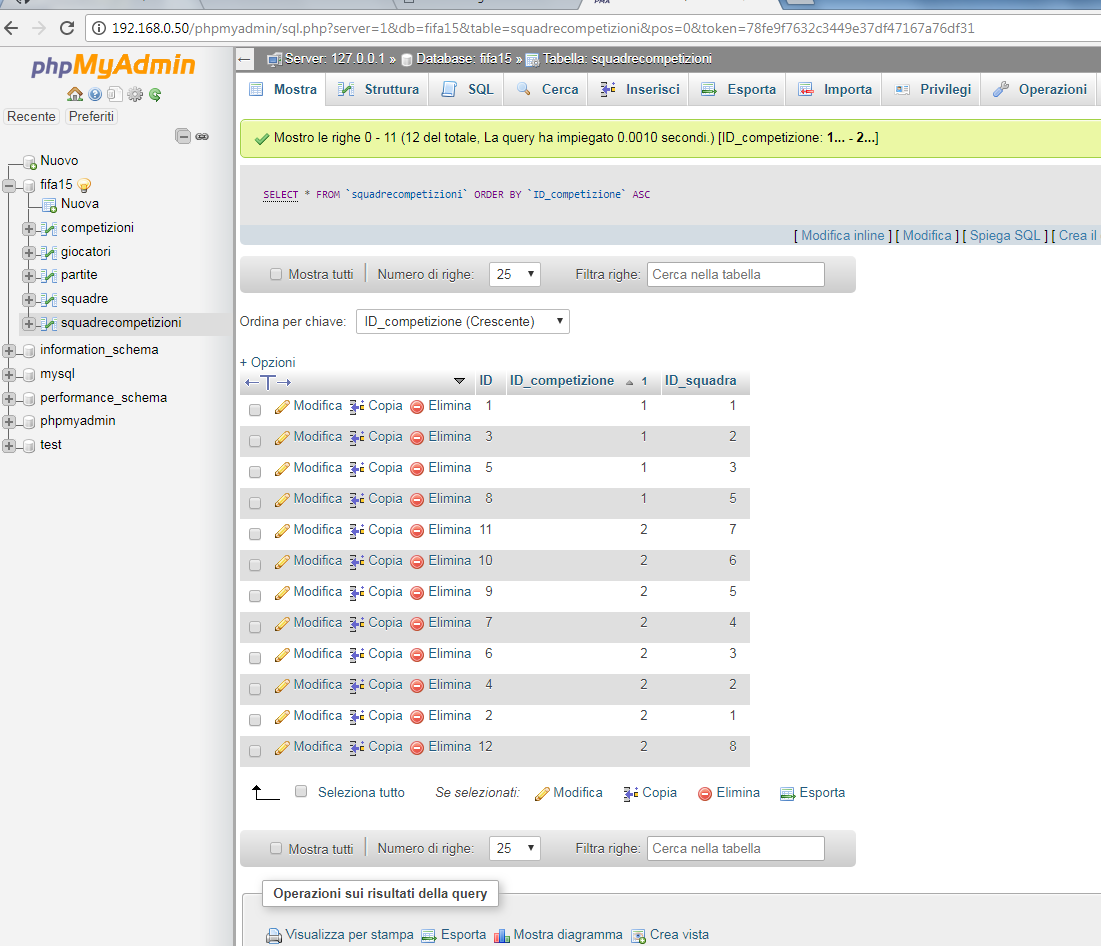 192.168.0.50/phpmyadmin/sql.php?server=1&db=fifa15&table=squadrecompetizioni&pos=0&token=78fe9f7632c3449e37df47167a76df31
phpMyAdmin
Recente Preferiti
Nuovo
fifa15
Nuova
competizioni
giocatori
partite
squadre
squadrecompetizioni
information_schema
mysql
performance_schema
phpmyadmin
test
Server: 127.0.0.1 » Database: fifa15 » Tabella: squadrecompetizioni
Mostra Struttura SQL Cerca Inserisci Esporta Importa Privilegi Operazioni
Mostro le righe 0 - 11 (12 del totale, La query ha impiegato 0.0010 secondi.) [ID_competizione: 1... - 2...]
SELECT * FROM `squadrecompetizioni` ORDER BY `ID_competizione` ASC
[ Modifica inline ] [ Modifica ] [ Spiega SQL ] [ Crea il
Mostra tutti Numero di righe: 25 Filtra righe: Cerca nella tabella
Ordina per chiave: ID_competizione (Crescente)
+ Opzioni
ID ID_competizione 1 ID_squadra
Modifica Copia Elimina 1 1 1
Modifica Copia Elimina 3 1 2
Modifica Copia Elimina 5 1 3
Modifica Copia Elimina 8 1 5
Modifica Copia Elimina 11 2 7
Modifica Copia Elimina 10 2 6
Modifica Copia Elimina 9 2 5
Modifica Copia Elimina 7 2 4
Modifica Copia Elimina 6 2 3
Modifica Copia Elimina 4 2 2
Modifica Copia Elimina 2 2 1
Modifica Copia Elimina 12 2 8
Seleziona tutto Se selezionati: Modifica Copia Elimina Esporta
Mostra tutti Numero di righe: 25 Filtra righe: Cerca nella tabella
Operazioni sui risultati della query
Visualizza per stampa Esporta Mostra diagramma Crea vista